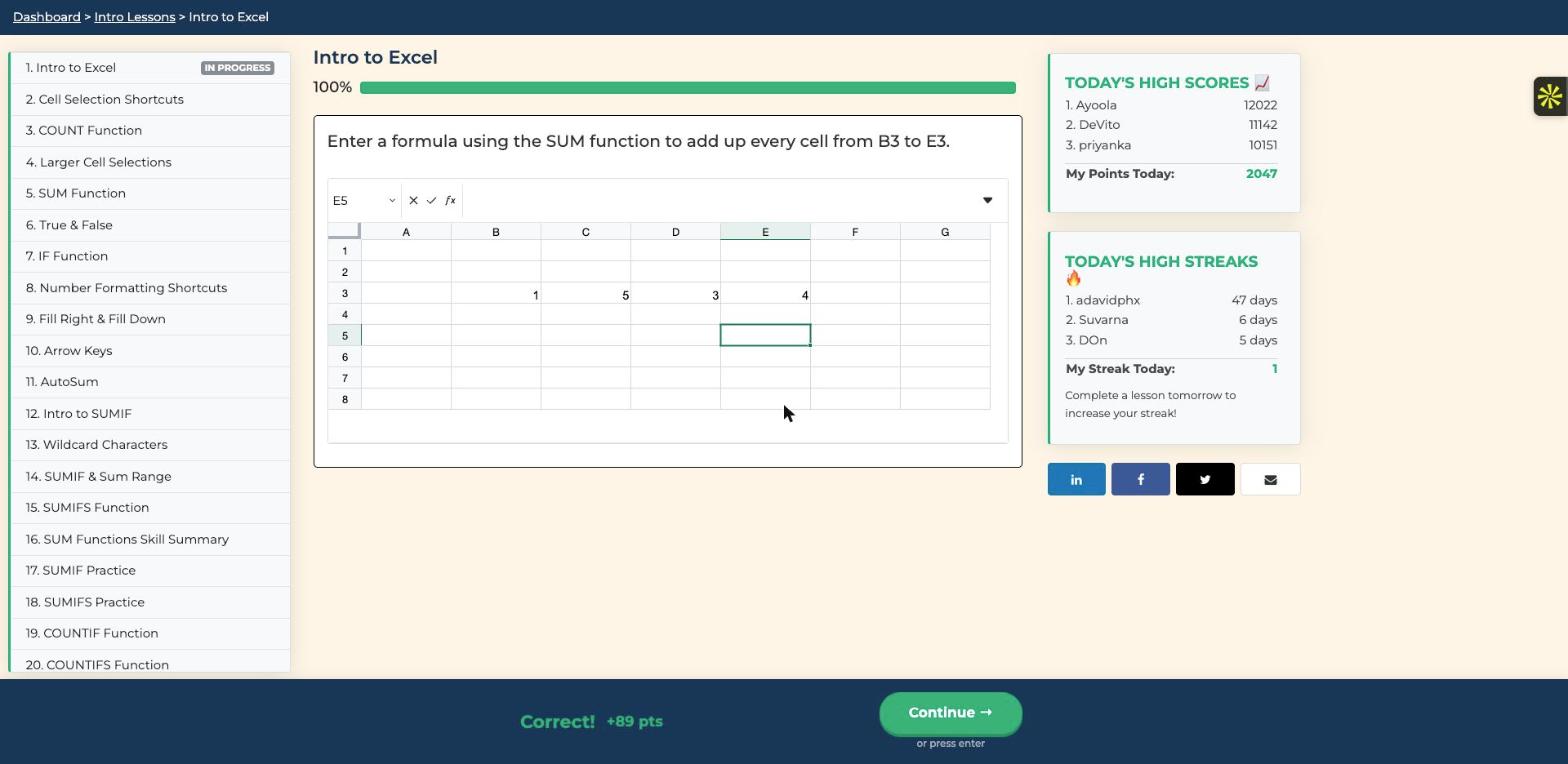 Dashboard > Intro Lessons > Intro to Excel
1. Intro to Excel IN PROGRESS
2. Cell Selection Shortcuts
3. COUNT Function
4. Larger Cell Selections
5. SUM Function
6. True & False
7. IF Function
8. Number Formatting Shortcuts
9. Fill Right & Fill Down
10. Arrow Keys
11. AutoSum
12. Intro to SUMIF
13. Wildcard Characters
14. SUMIF & Sum Range
15. SUMIFS Function
16. SUM Functions Skill Summary
17. SUMIF Practice
18. SUMIFS Practice
19. COUNTIF Function
20. COUNTIFS Function
Intro to Excel
100%
Enter a formula using the SUM function to add up every cell from B3 to E3.
E5 fx
A B C D E F G
1
2
3 1 5 3 4
4
5
6
7
8
TODAY'S HIGH SCORES
1. Ayoola 12022
2. DeVito 11142
3. priyanka 10151
My Points Today: 2047
TODAY'S HIGH STREAKS
1. adavidphx 47 days
2. Suvarna 6 days
3. DOn 5 days
My Streak Today: 1
Complete a lesson tomorrow to
increase your streak!
in f
Correct! +89 pts
Continue →
or press enter